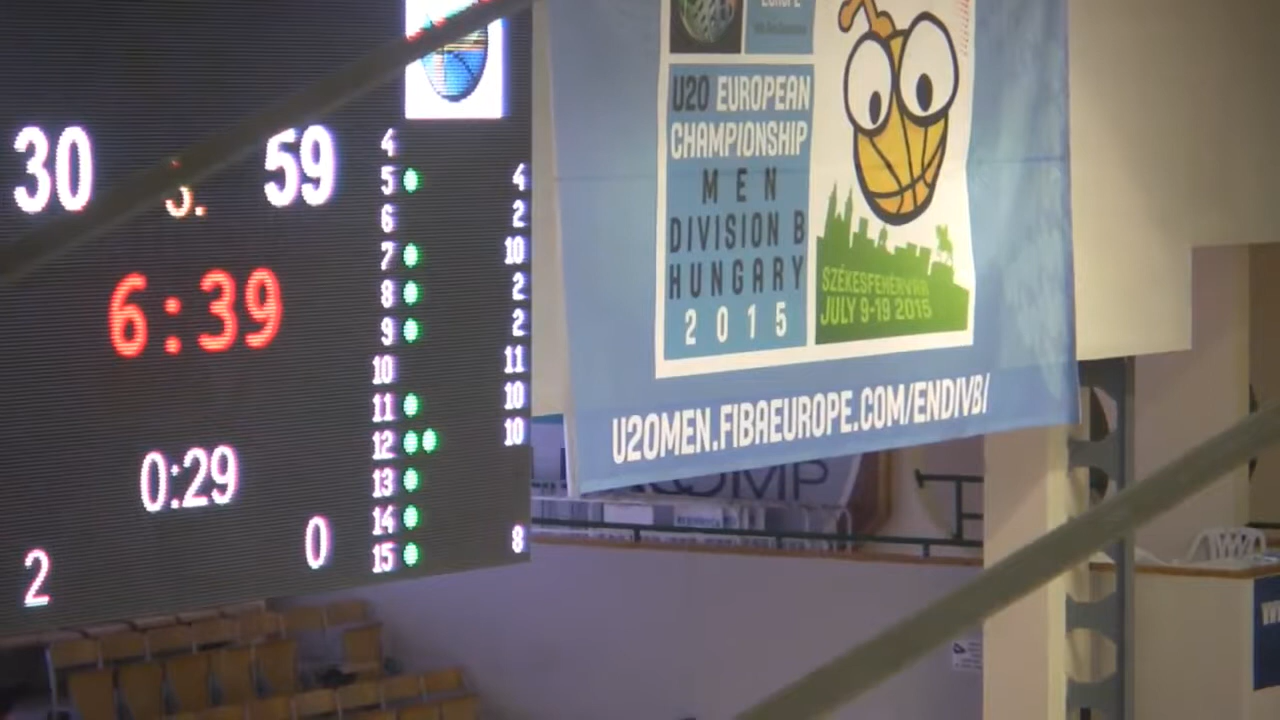 30 3. 59
6:39
0:29
2 0
4
5 4
6 2
7 10
8 2
9 2
10 11
11 10
12 10
13
14
15 8
EUROPE
U20 EUROPEAN
CHAMPIONSHIP
MEN
DIVISION B
HUNGARY
2015
SZÉKESFEHÉRVÁR
JULY 9-19 2015
U20MEN.FIBAEUROPE.COM/ENDIVB/